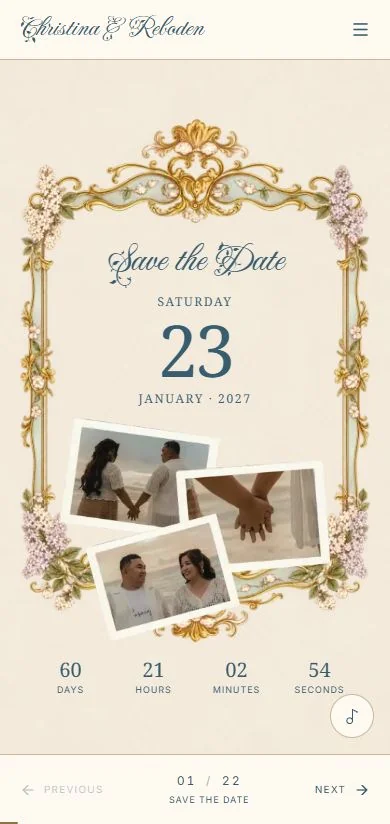 Christina & Reboden
Save the Date
SATURDAY
23
JANUARY · 2027
60 21 02 54
DAYS HOURS MINUTES SECONDS
PREVIOUS 01 / 22 NEXT
SAVE THE DATE